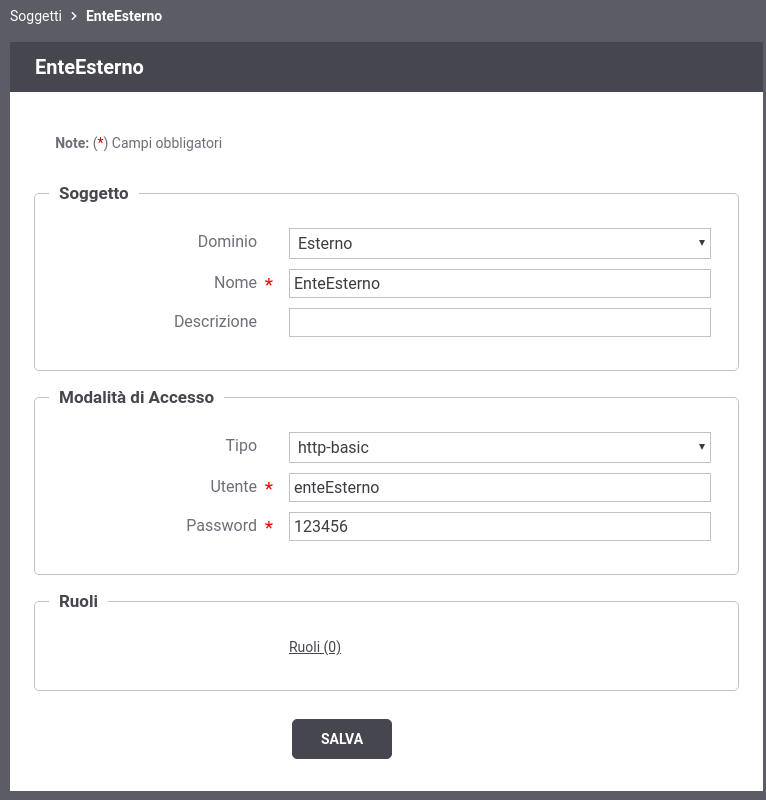 Soggetti > EnteEsterno
EnteEsterno
Note: (*) Campi obbligatori
Soggetto
Dominio Esterno
Nome * EnteEsterno
Descrizione
Modalità di Accesso
Tipo http-basic
Utente * enteEsterno
Password * 123456
Ruoli
Ruoli (0)
SALVA